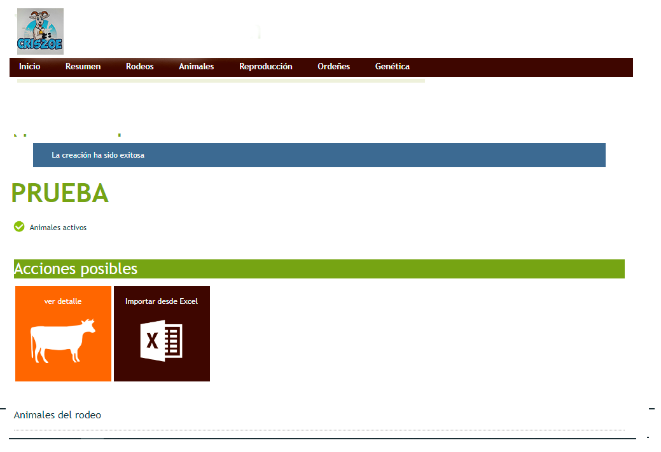 CRISZOE
Inicio Resumen Rodeos Animales Reproducción Ordeñes Genética
La creación ha sido exitosa
PRUEBA
Animales activos
Acciones posibles
ver detalle Importar desde Excel
X
Animales del rodeo